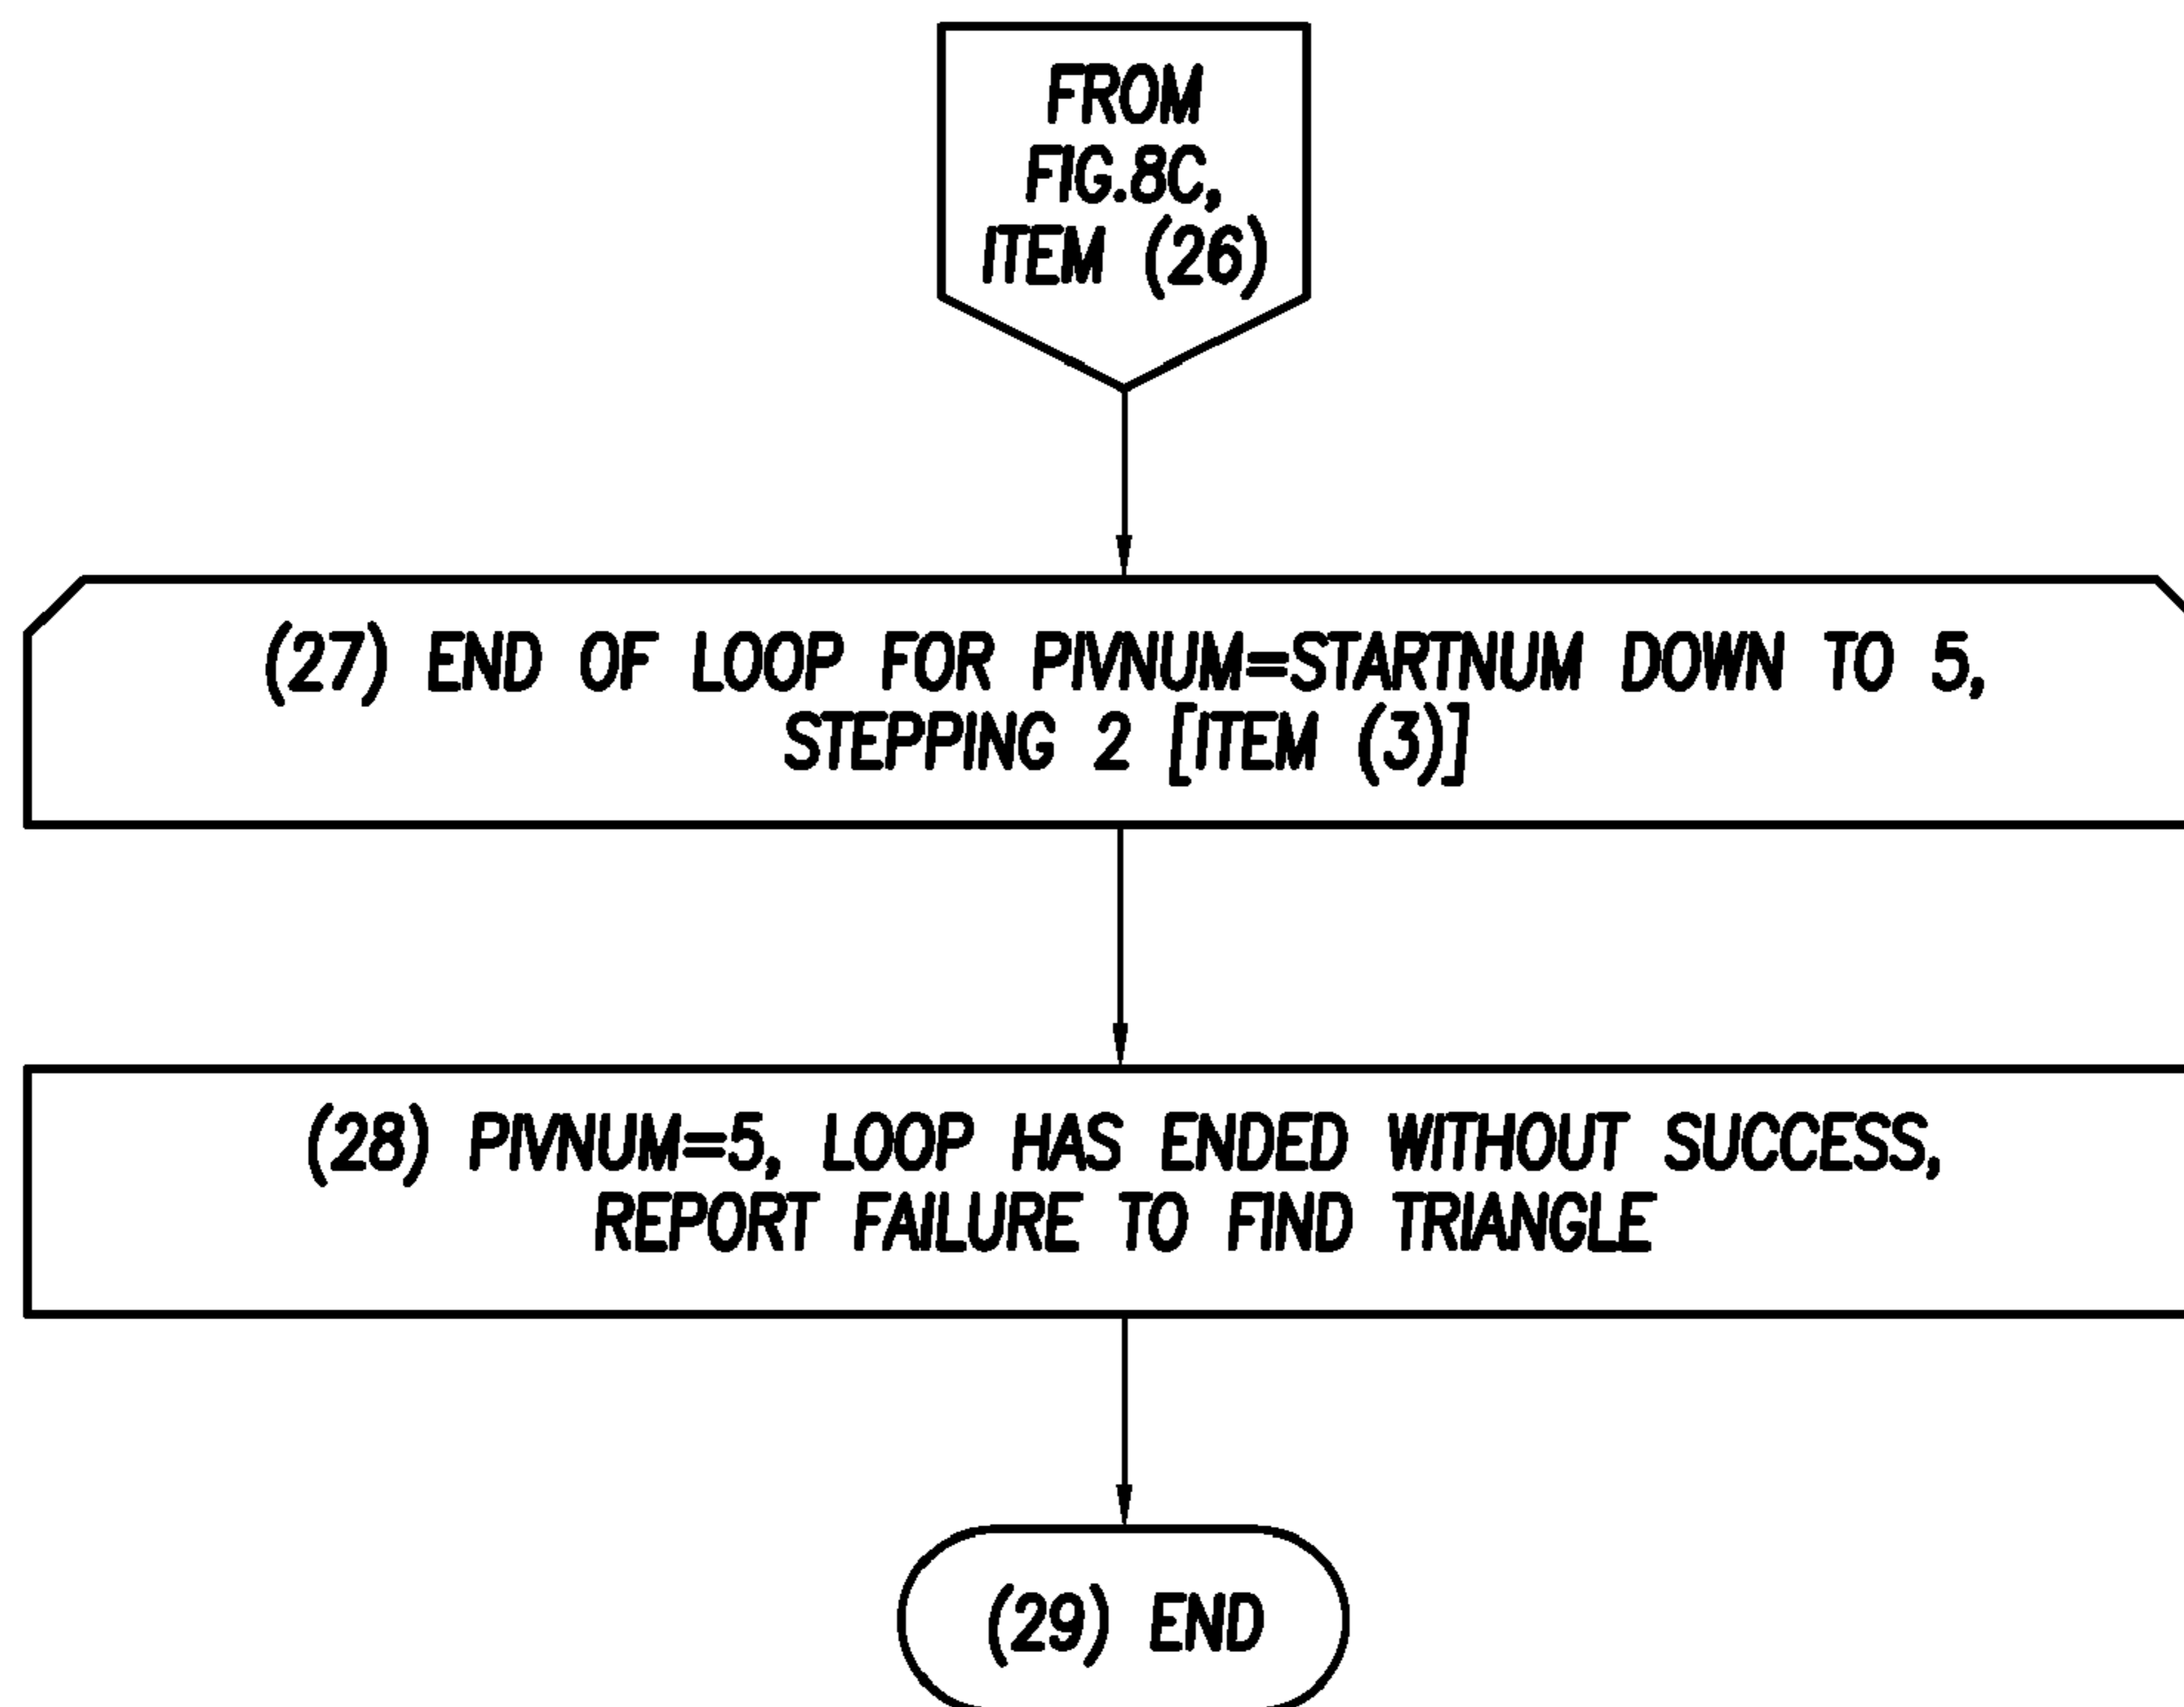 FROM
FIG.8C,
ITEM (26)
(27) END OF LOOP FOR PIVNUM=STARTNUM DOWN TO 5,
STEPPING 2 [ITEM (3)]
(28) PIVNUM=5, LOOP HAS ENDED WITHOUT SUCCESS,
REPORT FAILURE TO FIND TRIANGLE
(29) END